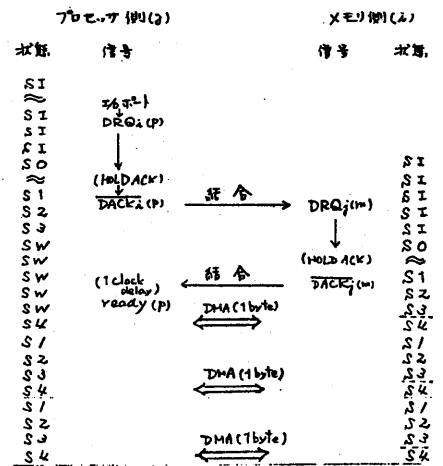 プロセッサ側(j) メモリ側(i)
状態 信号 信号 状態
SI
≈ I/Oポート
SI DRQi(p)
SI
SI
SO SI
≈ (HOLDACK) SI
S1 DACKi(p) 結合 DRQj(m) SI
S2 SI
S3 SI
SW SO
SW (HOLDACK) ≈
SW (1clock 結合 DACKj(m) S1
SW delay) S2
SW ready(p) DMA(1byte) S3
S4 S4
S1 S1
S2 S2
S3 DMA(1byte) S3
S4 S4
S1 S1
S2 S2
S3 DMA(1byte) S3
S4 S4